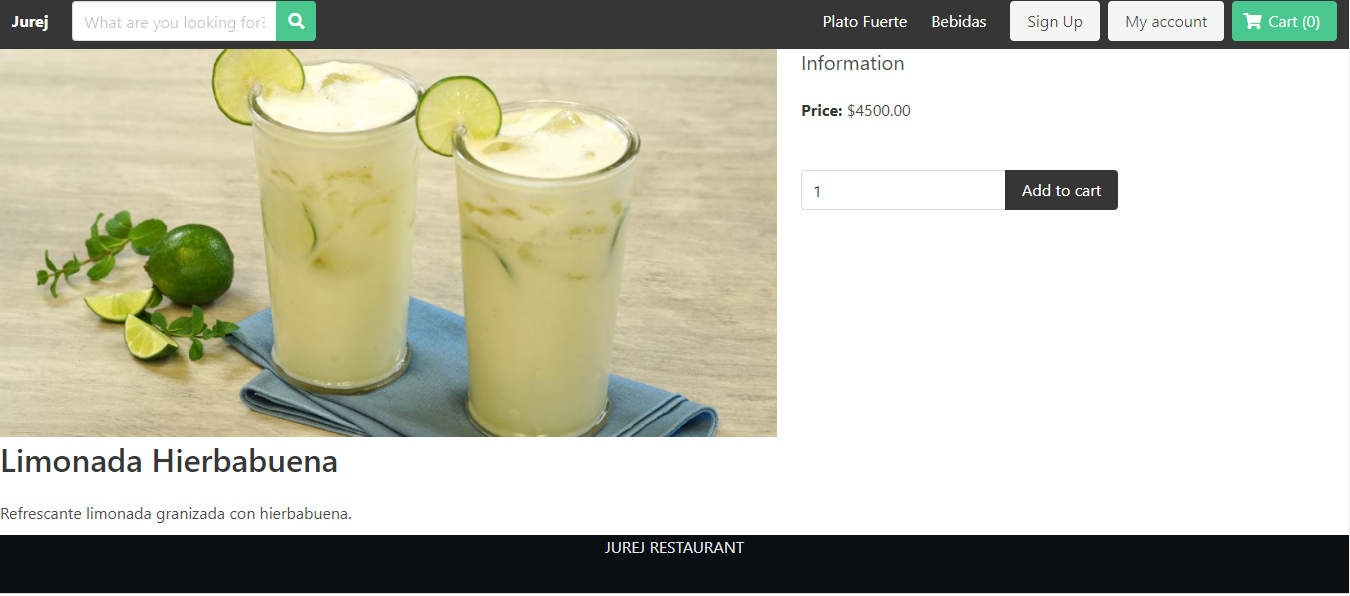 Jurej
What are you looking for?
Plato Fuerte
Bebidas
Sign Up
My account
Cart (0)
Information
Price: $4500.00
1
Add to cart
Limonada Hierbabuena
Refrescante limonada granizada con hierbabuena.
JUREJ RESTAURANT